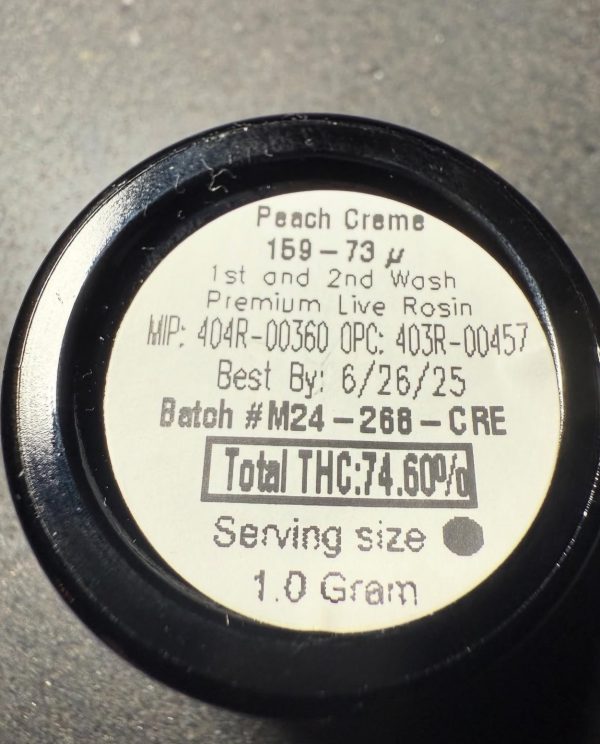 Peach Creme
159-73 µ
1st and 2nd Wash
Premium Live Rosin
MIP: 404R-00360 OPC: 403R-00457
Best By: 6/26/25
Batch #M24-268-CRE
Total THC:74.60%
Serving size ●
1.0 Gram